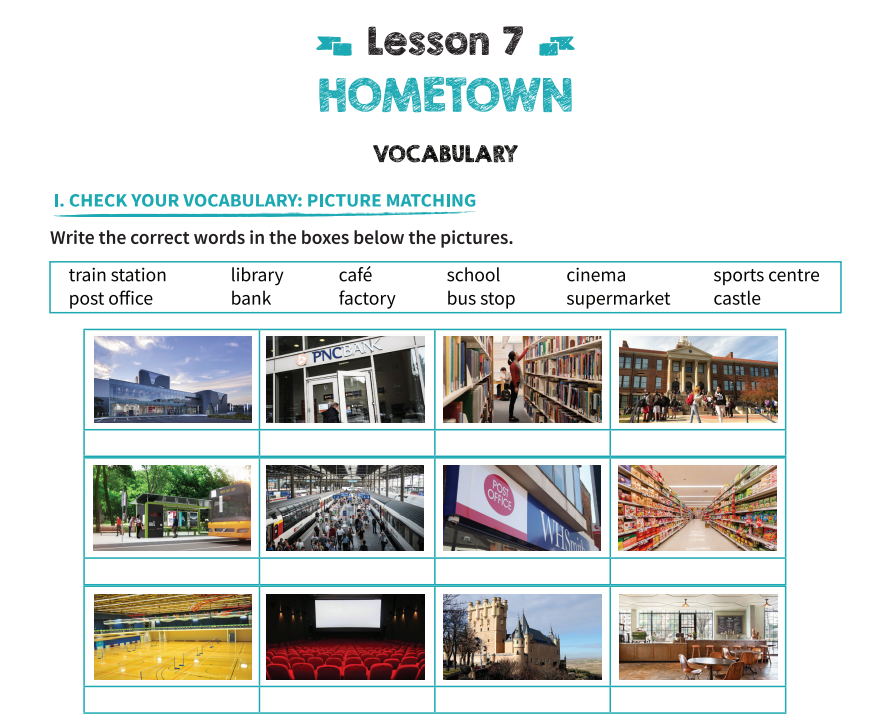 Lesson 7
HOMETOWN
VOCABULARY
I. CHECK YOUR VOCABULARY: PICTURE MATCHING
Write the correct words in the boxes below the pictures.
train station library café school cinema sports centre
post office bank factory bus stop supermarket castle
PNCBANK
POST
OFFICE
WHSmith